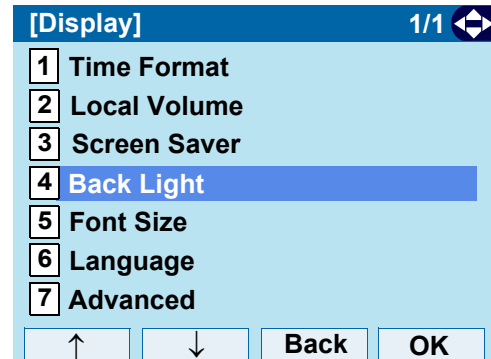 [Display] 1/1
1 Time Format
2 Local Volume
3 Screen Saver
4 Back Light
5 Font Size
6 Language
7 Advanced
↑ ↓ Back OK